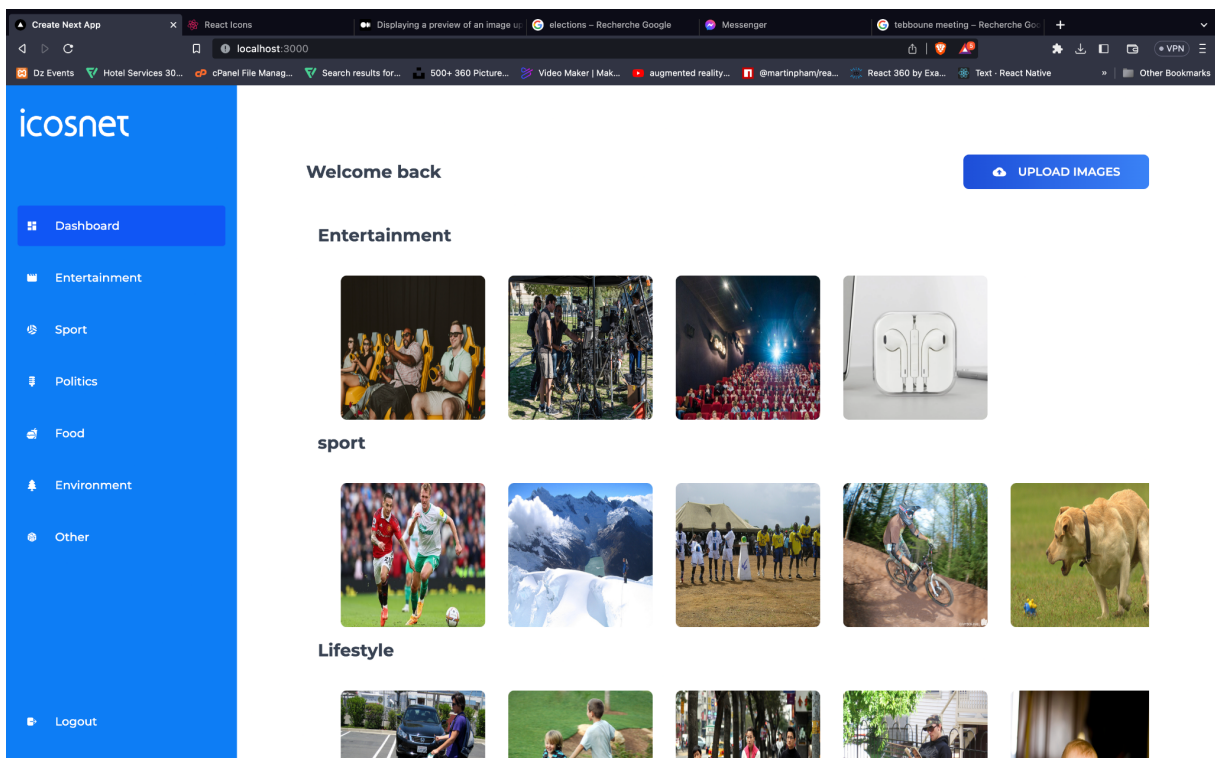 Create Next App
React Icons
Displaying a preview of an image up
elections – Recherche Google
Messenger
tebboune meeting – Recherche Goo
localhost:3000
VPN
Dz Events
Hotel Services 30...
cPanel File Manag...
Search results for...
500+ 360 Picture...
Video Maker | Mak...
augmented reality...
@martinpham/rea...
React 360 by Exa...
Text · React Native
»
Other Bookmarks
icosnet
Welcome back
UPLOAD IMAGES
Dashboard
Entertainment
Sport
Politics
Food
Environment
Other
Logout
Entertainment
sport
Lifestyle